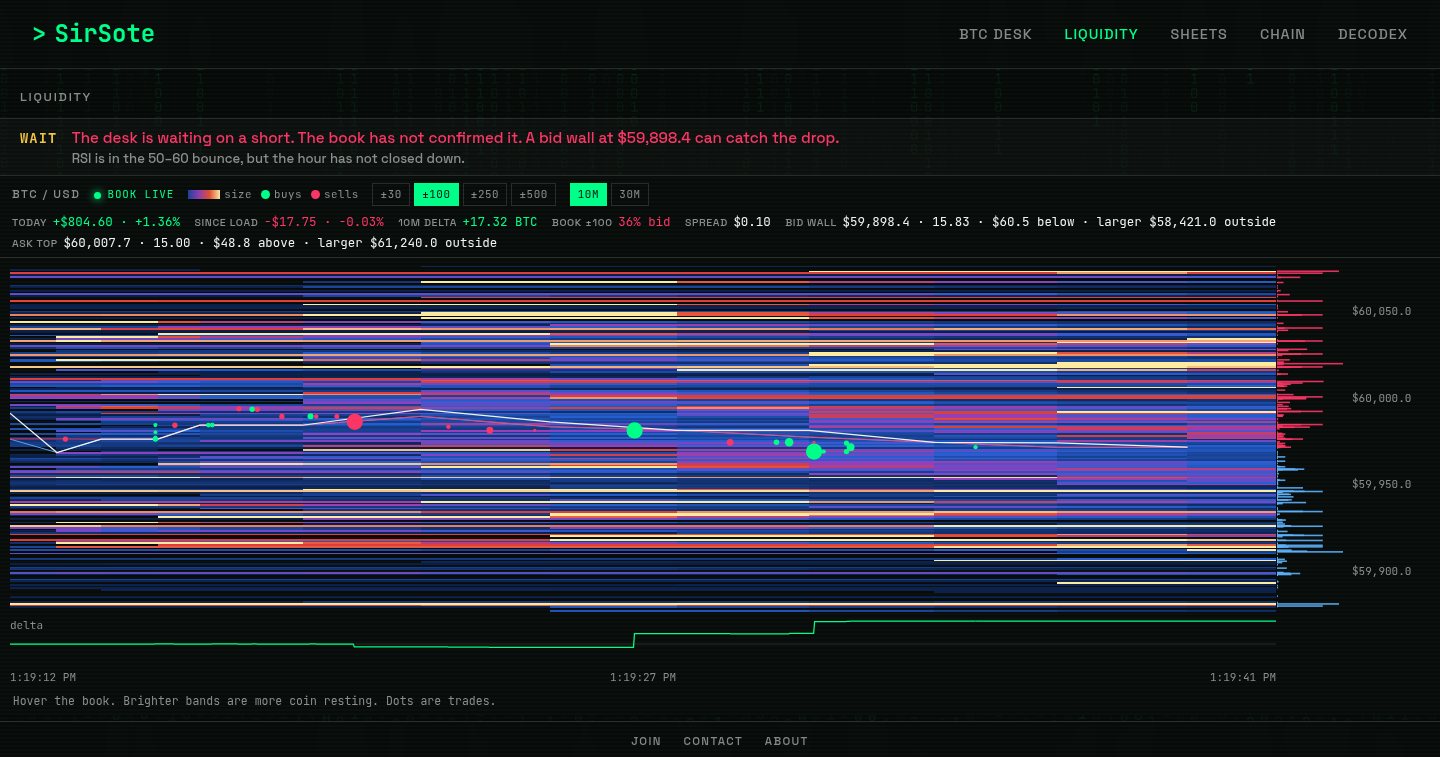 > SirSote
BTC DESK LIQUIDITY SHEETS CHAIN DECODEX
LIQUIDITY
WAIT The desk is waiting on a short. The book has not confirmed it. A bid wall at $59,898.4 can catch the drop.
RSI is in the 50–60 bounce, but the hour has not closed down.
BTC / USD BOOK LIVE size buys sells ±30 ±100 ±250 ±500 10M 30M
TODAY +$804.60 · +1.36% SINCE LOAD -$17.75 · -0.03% 10M DELTA +17.32 BTC BOOK ±100 36% bid SPREAD $0.10 BID WALL $59,898.4 · 15.83 · $60.5 below · larger $58,421.0 outside
ASK TOP $60,007.7 · 15.00 · $48.8 above · larger $61,240.0 outside
$60,050.0
$60,000.0
$59,950.0
$59,900.0
delta
1:19:12 PM 1:19:27 PM 1:19:41 PM
Hover the book. Brighter bands are more coin resting. Dots are trades.
JOIN CONTACT ABOUT